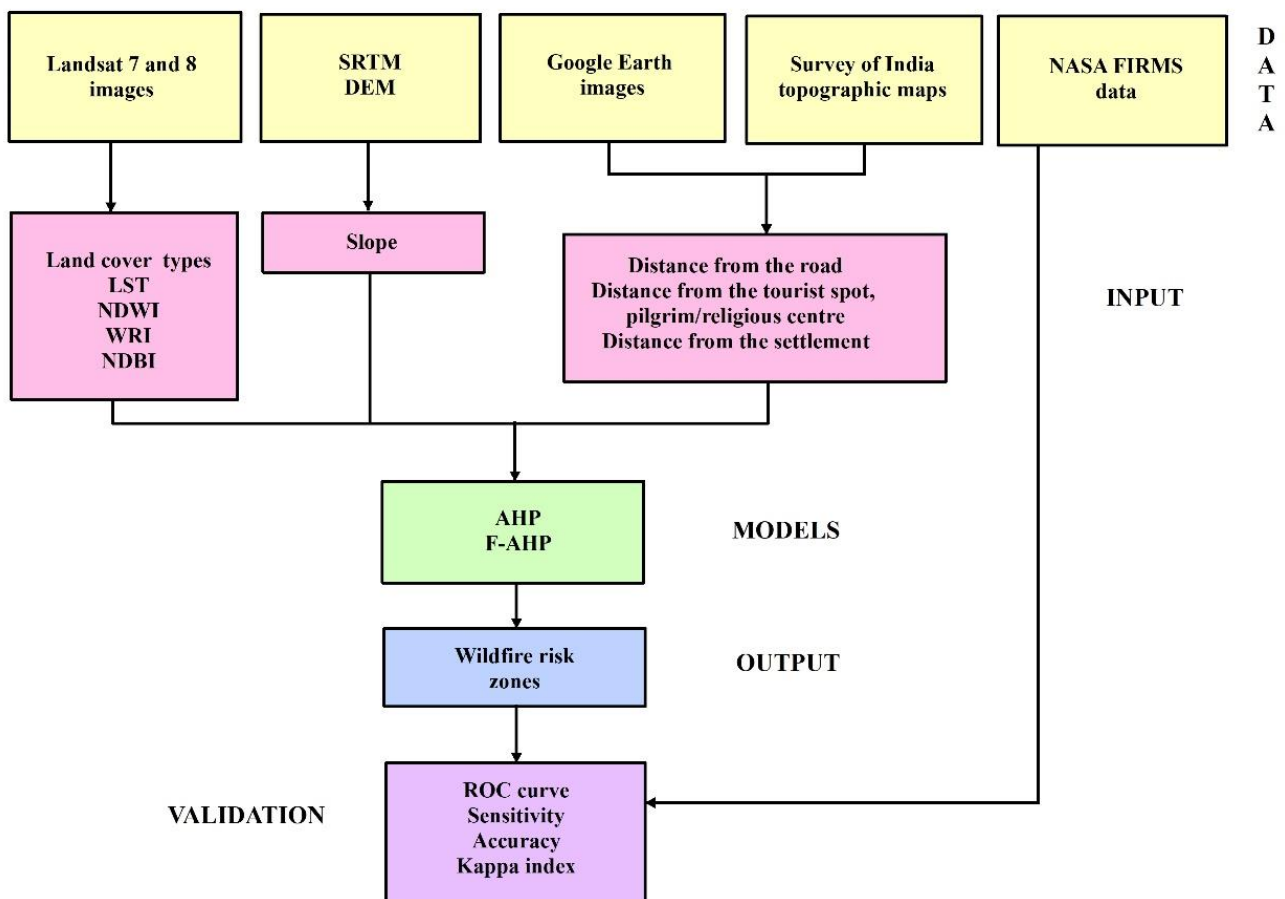 Landsat 7 and 8
images
SRTM
DEM
Google Earth
images
Survey of India
topographic maps
NASA FIRMS
data
D
A
T
A
Land cover types
LST
NDWI
WRI
NDBI
Slope
Distance from the road
Distance from the tourist spot,
pilgrim/religious centre
Distance from the settlement
INPUT
AHP
F-AHP
MODELS
Wildfire risk
zones
OUTPUT
VALIDATION
ROC curve
Sensitivity
Accuracy
Kappa index